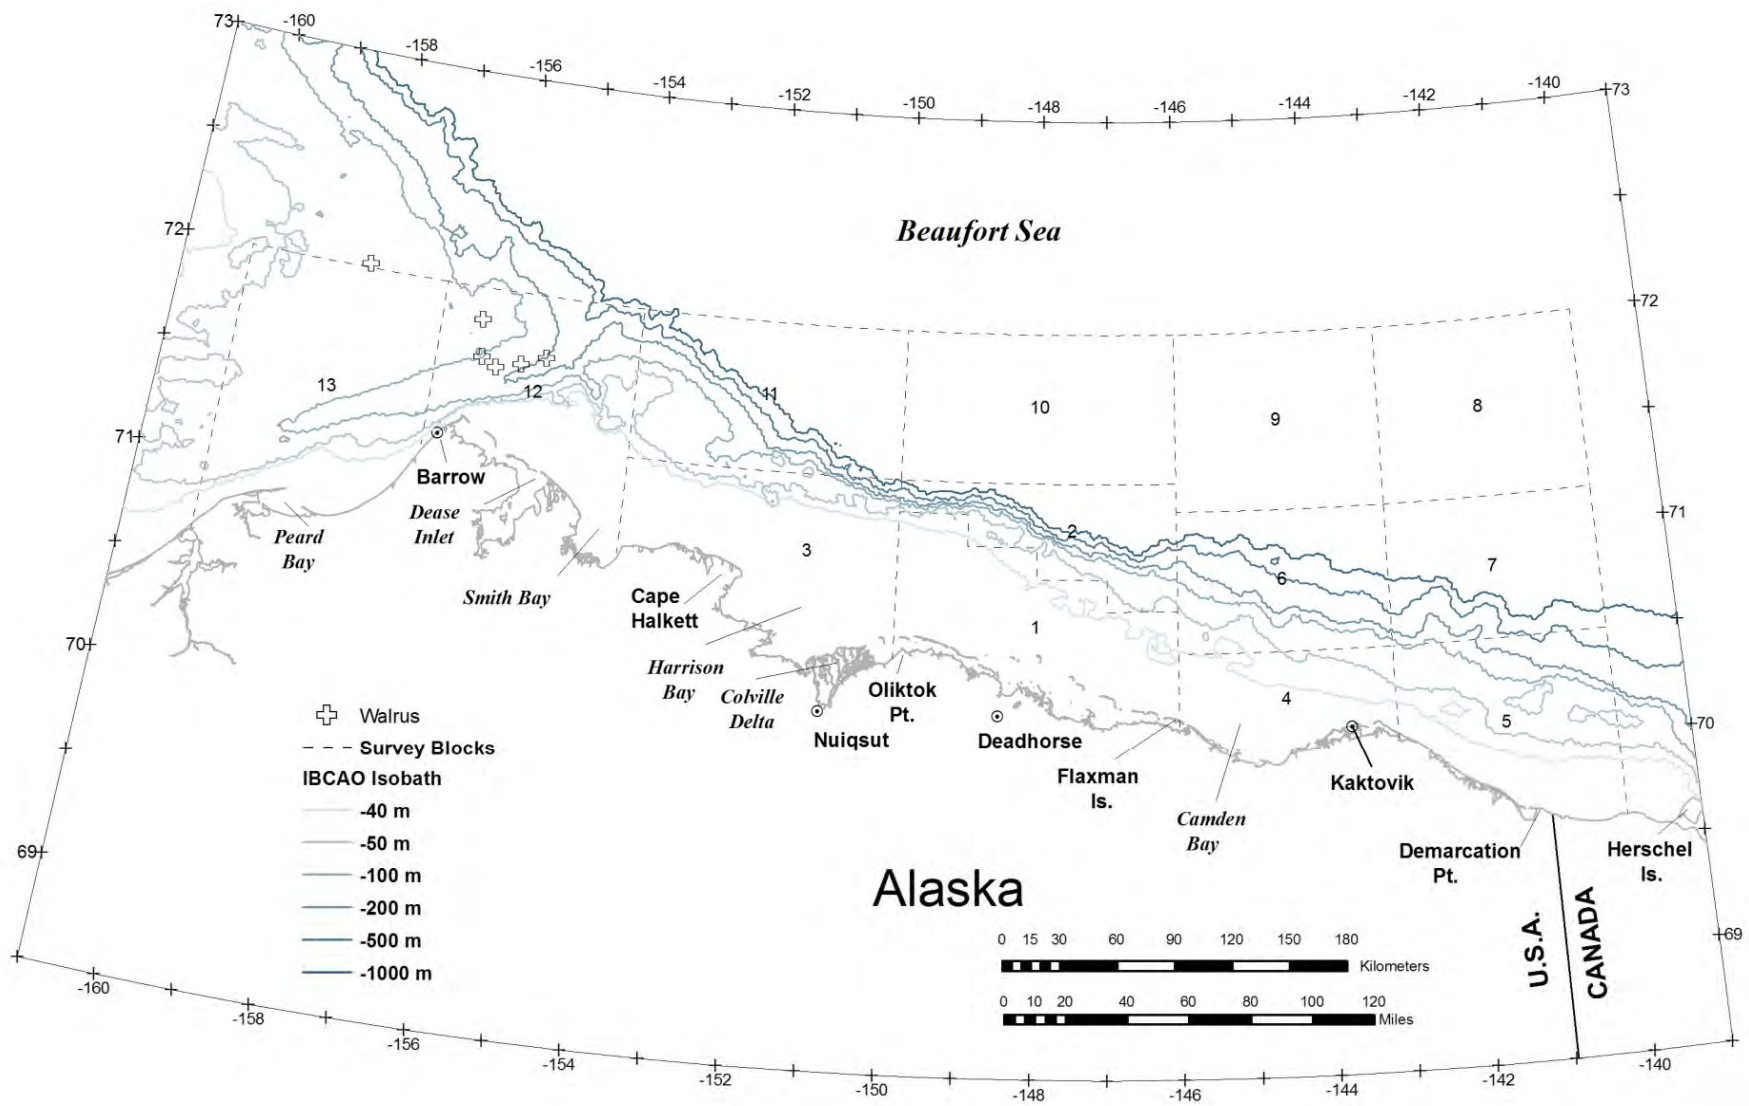 73
-160
-158
-156
-154
-152
-150
-148
-146
-144
-142
-140
73
72
Beaufort Sea
72
13
12
11
10
9
8
71
Barrow
Dease
Inlet
Peard
Bay
Smith Bay
3
2
6
7
71
Cape
Halkett
Harrison
Bay
Colville
Delta
1
Oliktok
Pt.
Nuiqsut
Deadhorse
Flaxman
Is.
4
5
70
70
Kaktovik
Camden
Bay
Demarcation
Pt.
Herschel
Is.
Walrus
Survey Blocks
IBCAO Isobath
-40 m
-50 m
-100 m
-200 m
-500 m
-1000 m
69
Alaska
U.S.A.
CANADA
69
0 15 30 60 90 120 150 180
Kilometers
0 10 20 40 60 80 100 120
Miles
-160
-158
-156
-154
-152
-150
-148
-146
-144
-142
-140